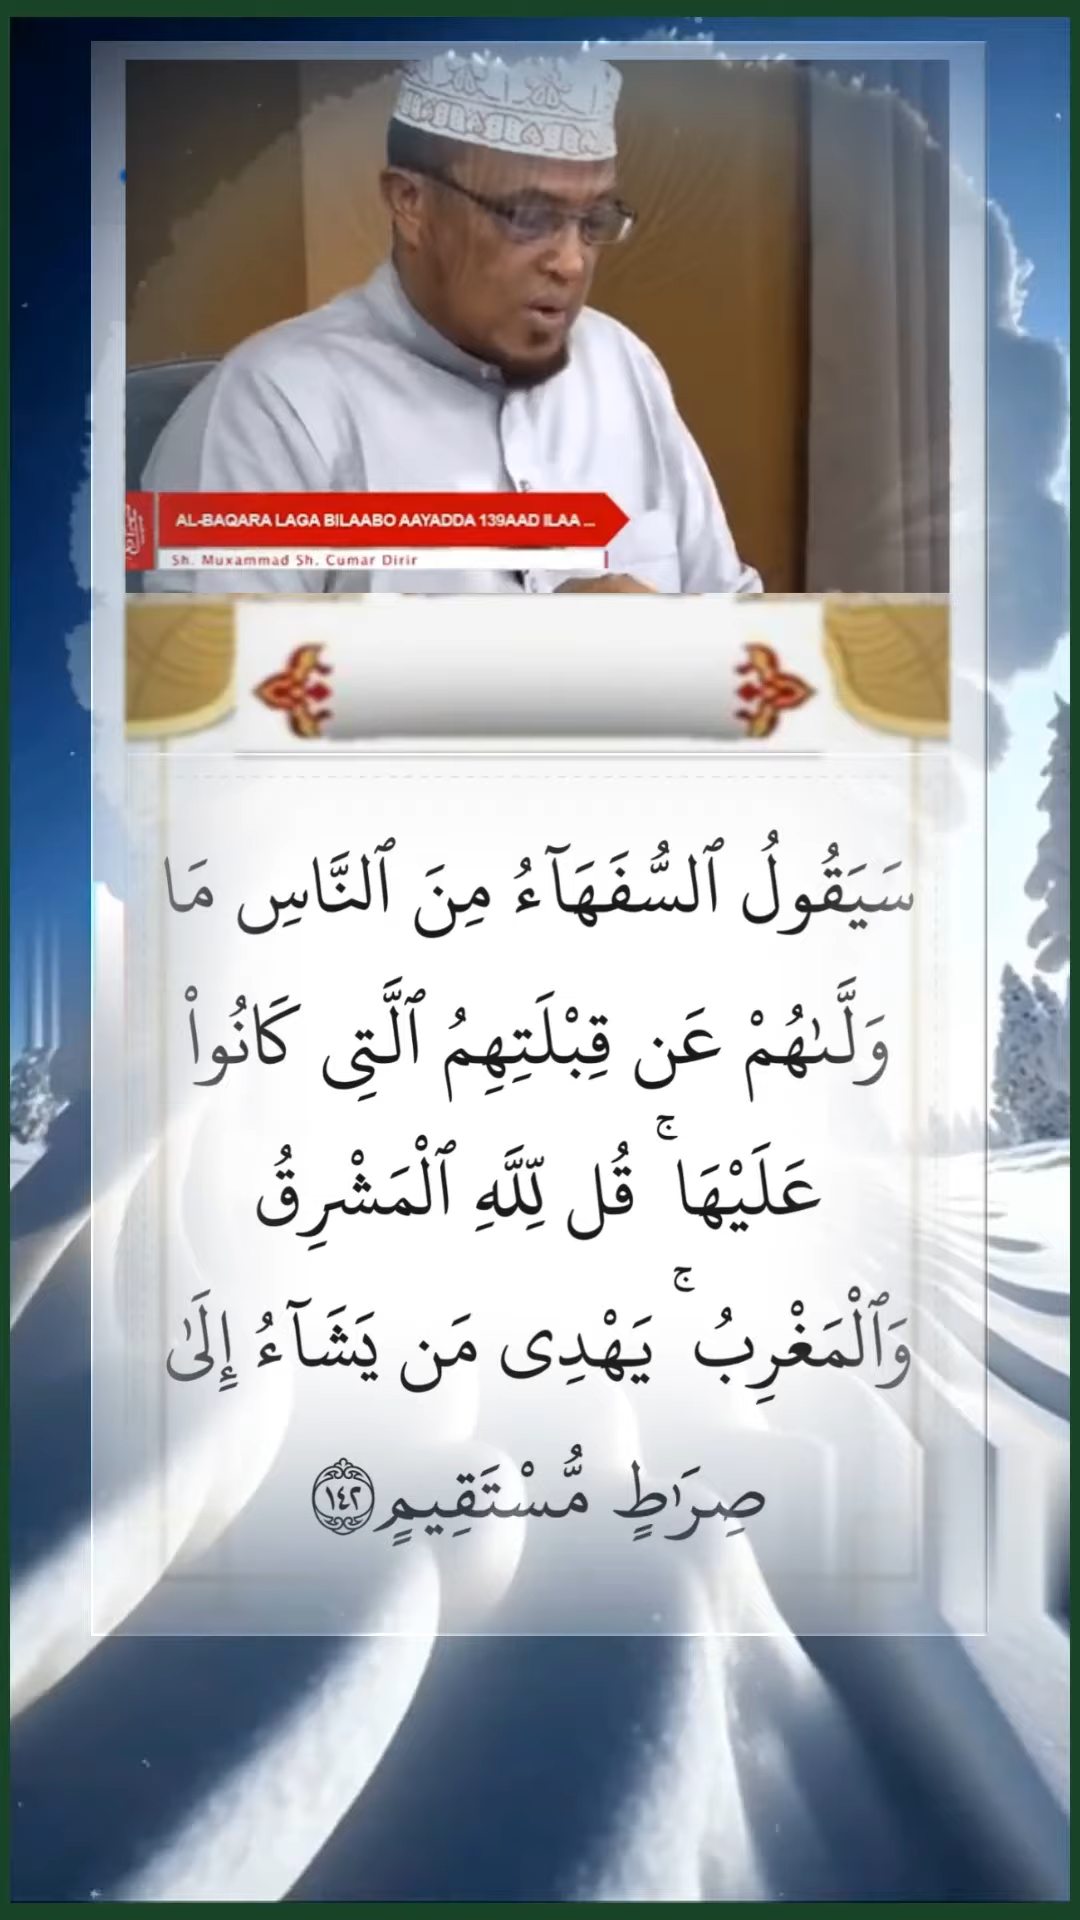 AL-BAQARA LAGA BILAABO AAYADDA 139AAD ILAA ...
Sh. Muxammad Sh. Cumar Dirir
سَيَقُولُ ٱلسُّفَهَآءُ مِنَ ٱلنَّاسِ مَا
وَلَّىٰهُمْ عَن قِبْلَتِهِمُ ٱلَّتِى كَانُوا۟
عَلَيْهَا ۚ قُل لِّلَّهِ ٱلْمَشْرِقُ
وَٱلْمَغْرِبُ ۚ يَهْدِى مَن يَشَآءُ إِلَىٰ
صِرَٰطٍ مُّسْتَقِيمٍ ١٤٢